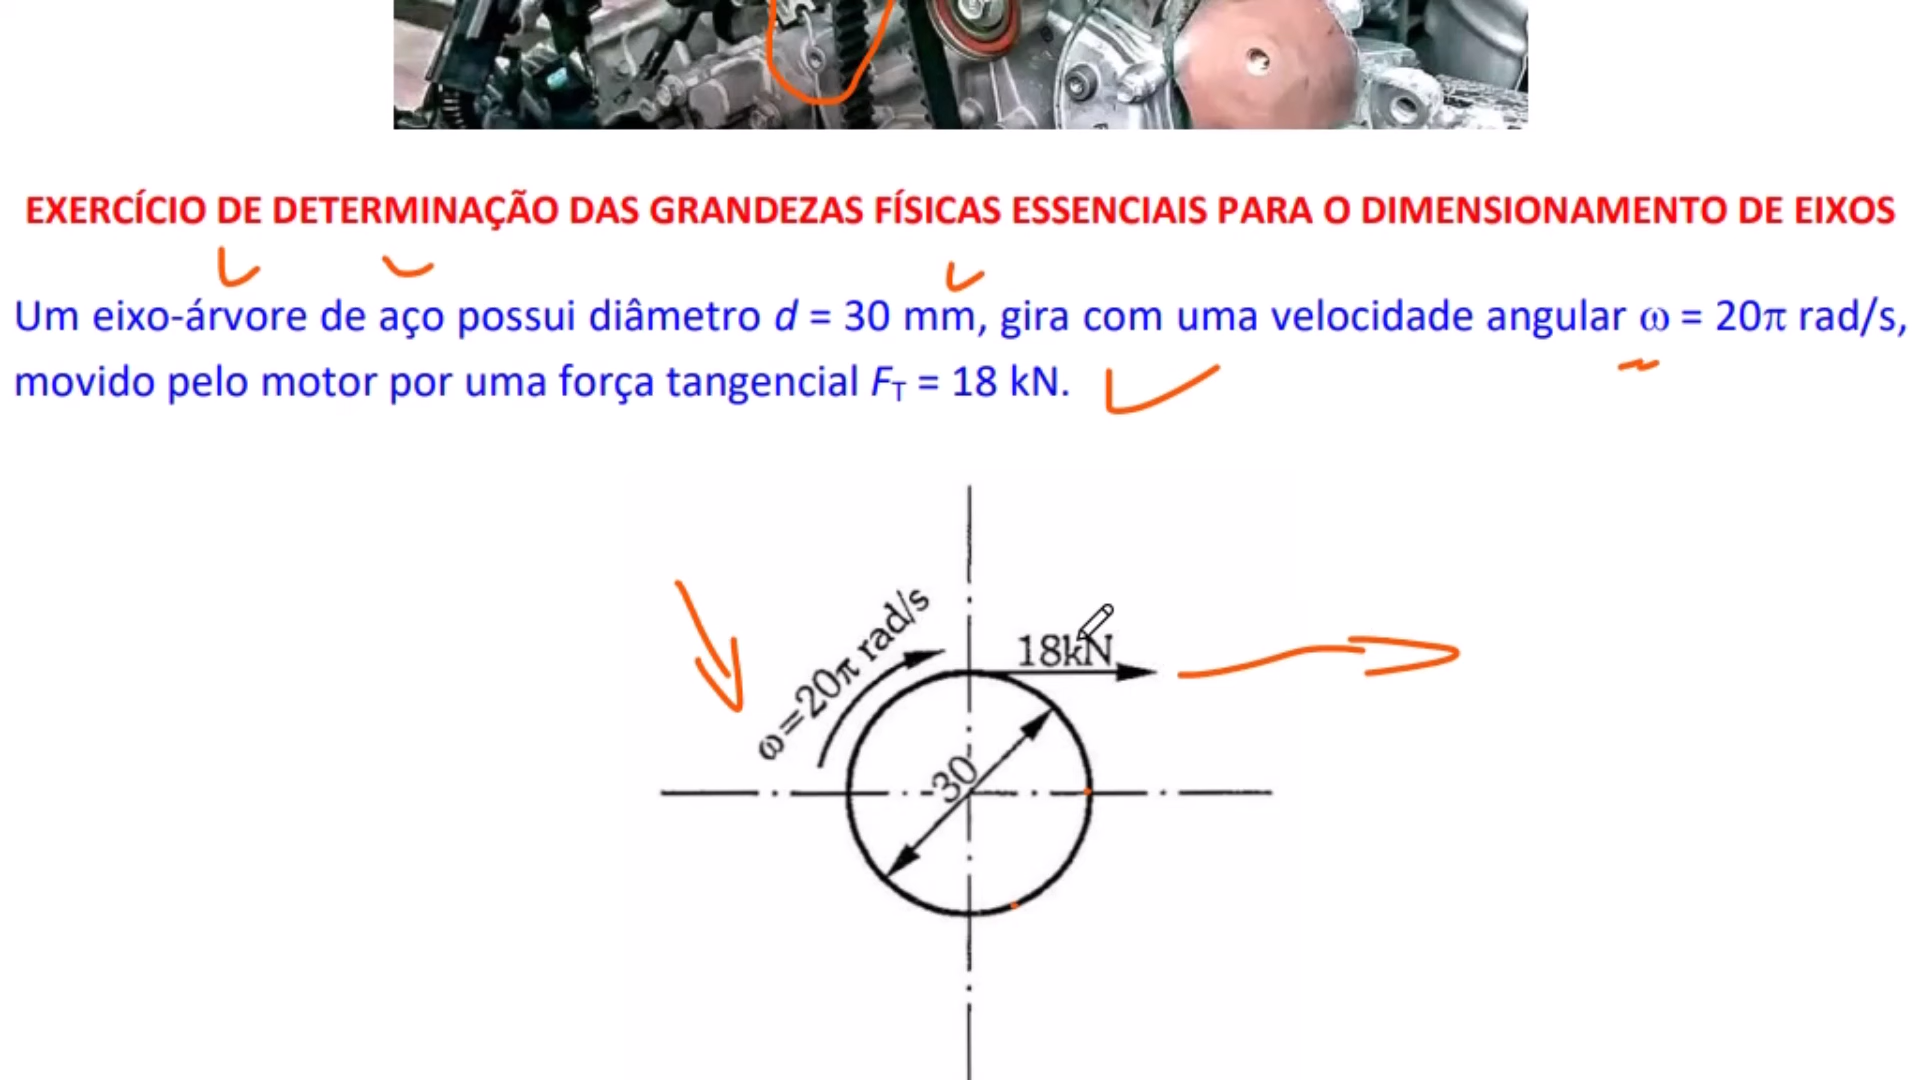 EXERCÍCIO DE DETERMINAÇÃO DAS GRANDEZAS FÍSICAS ESSENCIAIS PARA O DIMENSIONAMENTO DE EIXOS
Um eixo-árvore de aço possui diâmetro d = 30 mm, gira com uma velocidade angular ω = 20π rad/s,
movido pelo motor por uma força tangencial FT = 18 kN.
ω=20π rad/s
18kN
30